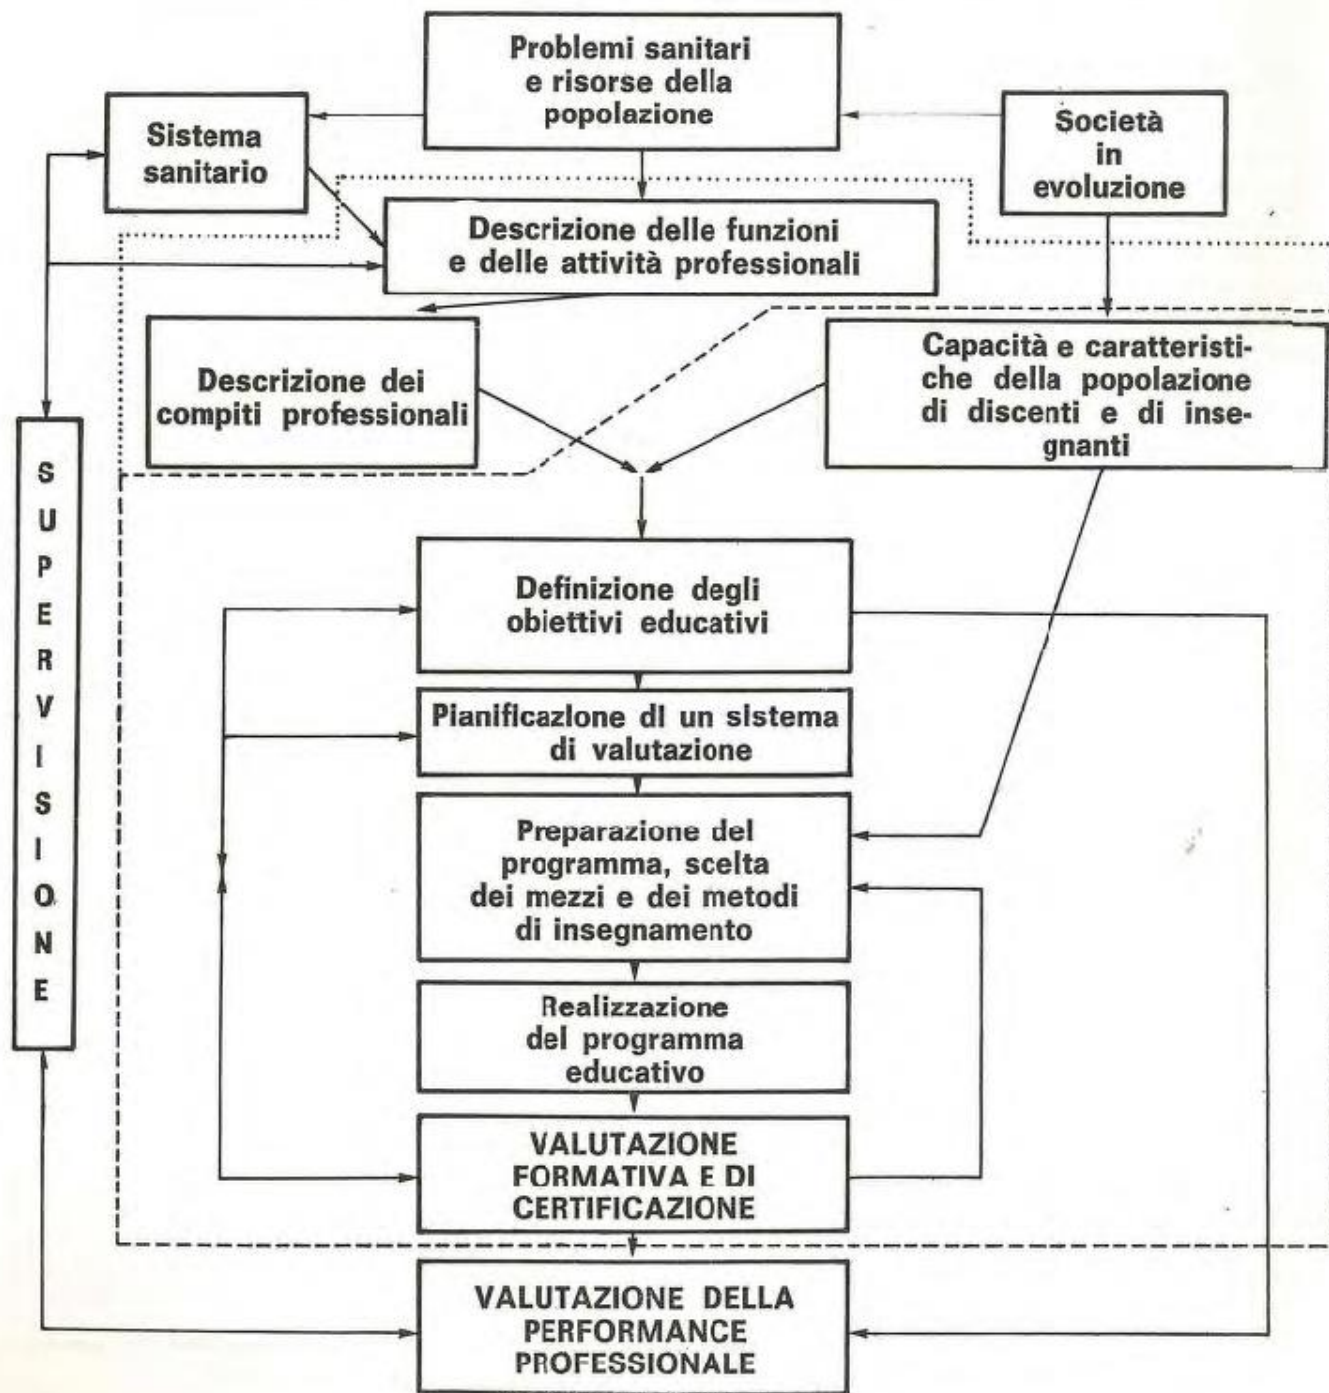 Problemi sanitari
e risorse della
popolazione
Sistema
sanitario
Società
in
evoluzione
Descrizione delle funzioni
e delle attività professionali
Descrizione dei
compiti professionali
Capacità e caratteristi-
che della popolazione
di discenti e di inse-
gnanti
SUPERVISIONE
Definizione degli
obiettivi educativi
Pianificazione di un sistema
di valutazione
Preparazione del
programma, scelta
dei mezzi e dei metodi
di insegnamento
Realizzazione
del programma
educativo
VALUTAZIONE
FORMATIVA E DI
CERTIFICAZIONE
VALUTAZIONE DELLA
PERFORMANCE
PROFESSIONALE